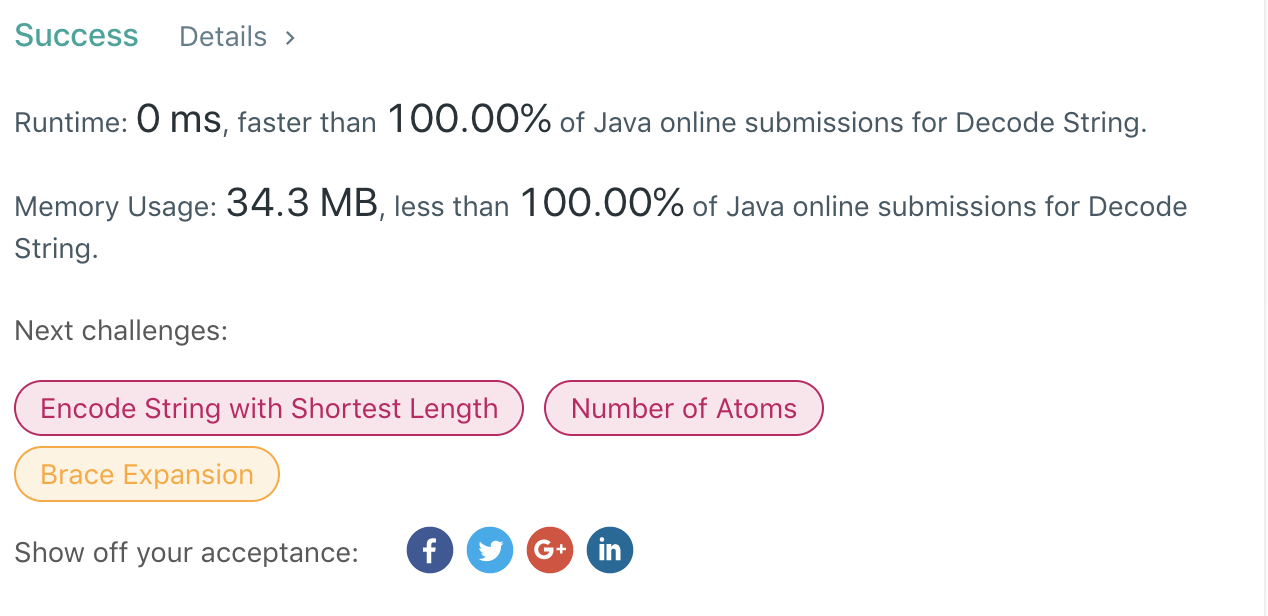 Success Details >
Runtime: 0 ms, faster than 100.00% of Java online submissions for Decode String.
Memory Usage: 34.3 MB, less than 100.00% of Java online submissions for Decode
String.
Next challenges:
Encode String with Shortest Length Number of Atoms
Brace Expansion
Show off your acceptance: f G+ in